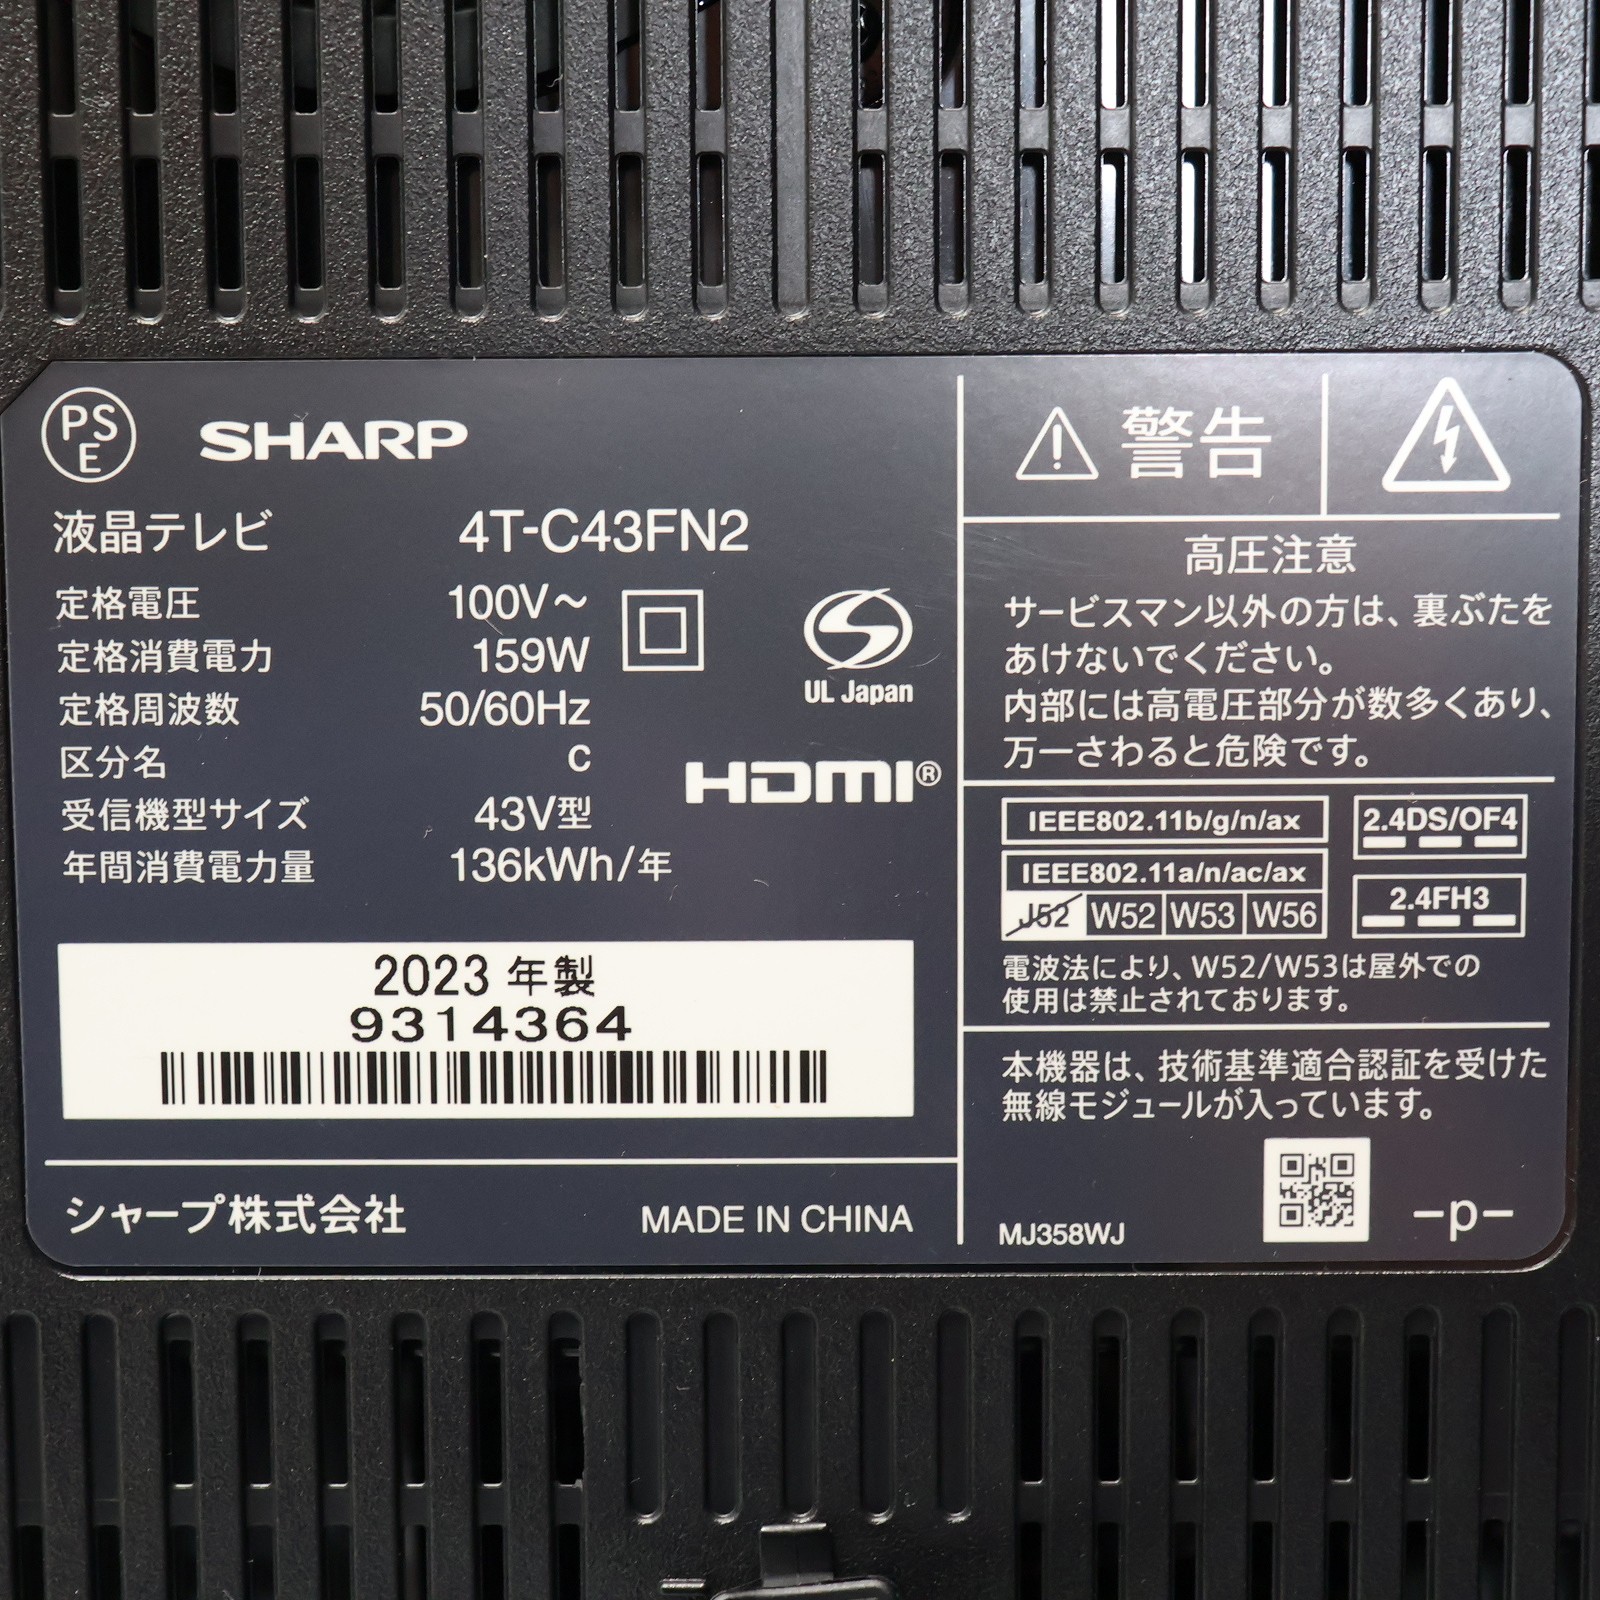 PS
E
SHARP
液晶テレビ 4T-C43FN2
定格電圧 100V~
定格消費電力 159W
定格周波数 50/60Hz
区分名 C
受信機型サイズ 43V型
年間消費電力量 136kWh/年
UL Japan
HDMI®
2023 年製
9314364
シャープ株式会社 MADE IN CHINA
警告
高圧注意
サービスマン以外の方は、裏ぶたを
あけないでください。
内部には高電圧部分が数多くあり、
万一さわると危険です。
IEEE802.11b/g/n/ax
IEEE802.11a/n/ac/ax
J52 W52 W53 W56
2.4DS/OF4
2.4FH3
電波法により、W52/W53は屋外での
使用は禁止されております。
本機器は、技術基準適合認証を受けた
無線モジュールが入っています。
MJ358WJ
-p-